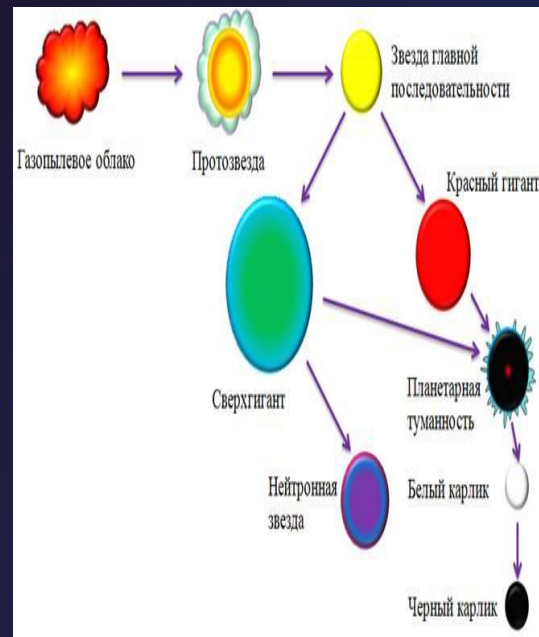 Звезда главной
последовательности
Газопылевое облако
Протозвезда
Красный гигант
Сверхгигант
Планетарная
туманность
Нейтронная
звезда
Белый карлик
Черный карлик